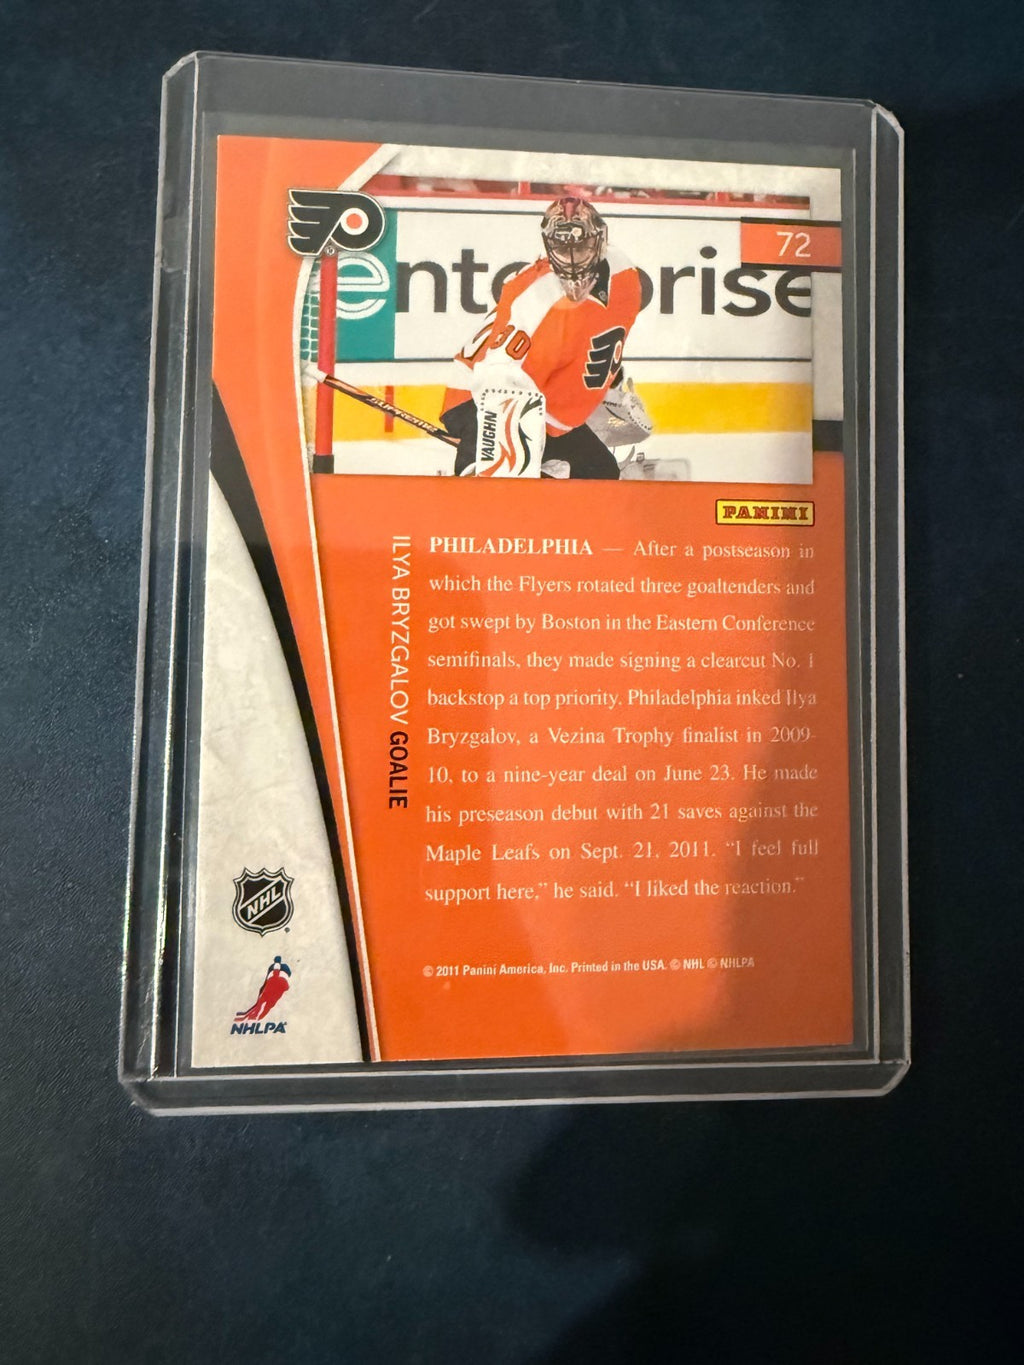 72
enterprise
30
SUPREME
VAUGHN
PANINI
ILYA BRYZGALOV GOALIE
PHILADELPHIA — After a postseason in
which the Flyers rotated three goaltenders and
got swept by Boston in the Eastern Conference
semifinals, they made signing a clearcut No. 1
backstop a top priority. Philadelphia inked Ilya
Bryzgalov, a Vezina Trophy finalist in 2009-
10, to a nine-year deal on June 23. He made
his preseason debut with 21 saves against the
Maple Leafs on Sept. 21, 2011. “I feel full
support here,” he said. “I liked the reaction.”
NHL
NHLPA
© 2011 Panini America, Inc. Printed in the USA. © NHL © NHLPA